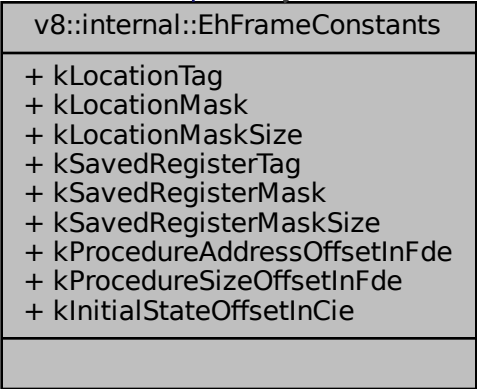 v8::internal::EhFrameConstants
+ kLocationTag
+ kLocationMask
+ kLocationMaskSize
+ kSavedRegisterTag
+ kSavedRegisterMask
+ kSavedRegisterMaskSize
+ kProcedureAddressOffsetInFde
+ kProcedureSizeOffsetInFde
+ kInitialStateOffsetInCie